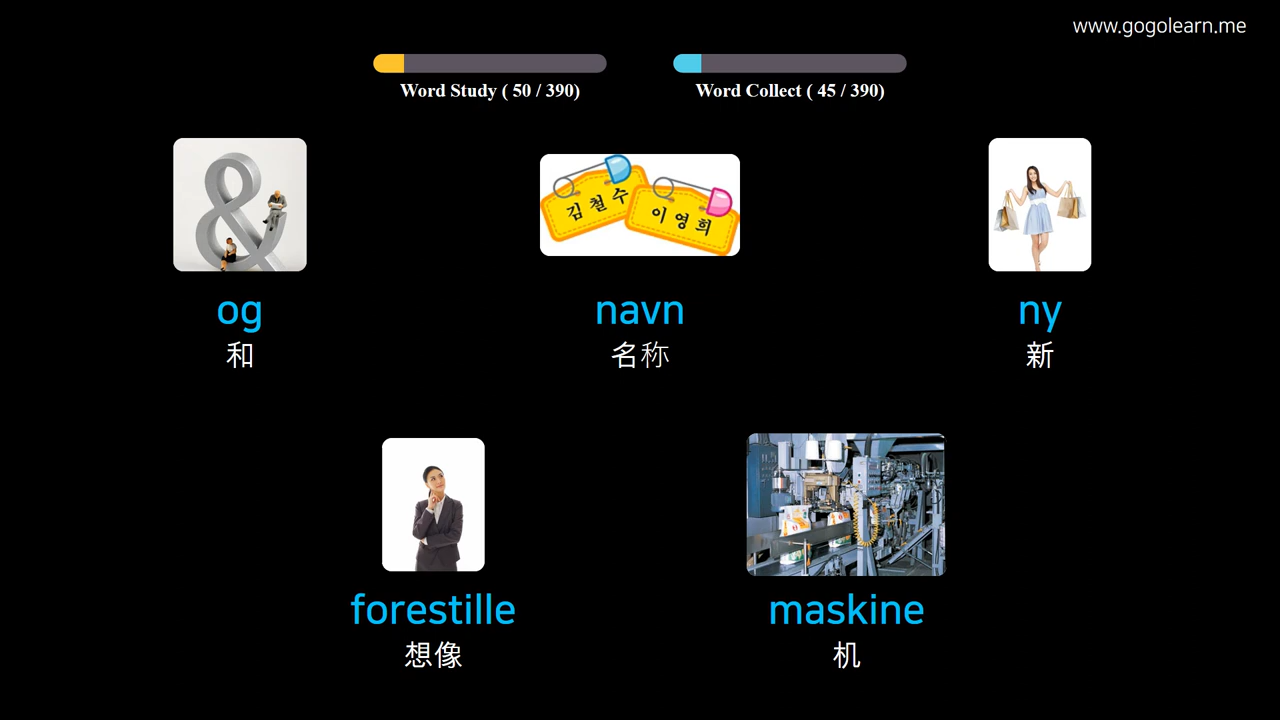 www.gogolearn.me
Word Study ( 50 / 390)
Word Collect ( 45 / 390)
김철수
이영희
og
和
navn
名称
ny
新
forestille
想像
maskine
机